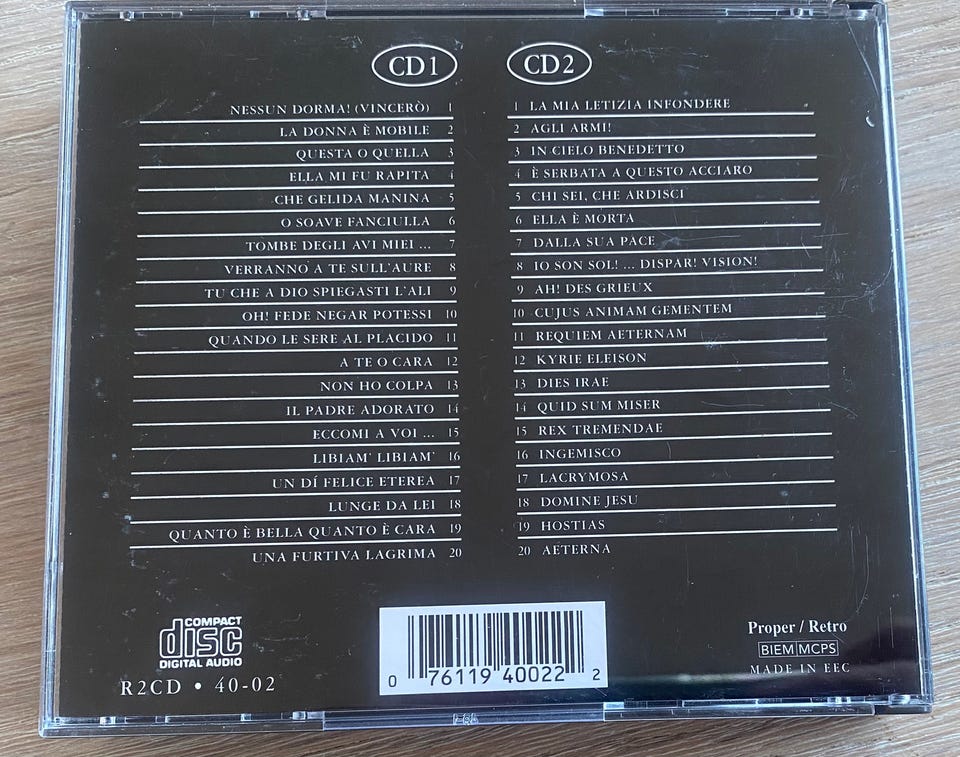 CD 1
NESSUN DORMA! (VINCERÒ) 1
LA DONNA È MOBILE 2
QUESTA O QUELLA 3
ELLA MI FU RAPITA 4
CHE GELIDA MANINA 5
O SOAVE FANCIULLA 6
TOMBE DEGLI AVI MIEI ... 7
VERRANNO A TE SULL'AURE 8
TU CHE A DIO SPIEGASTI L'ALI 9
OH! FEDE NEGAR POTESSI 10
QUANDO LE SERE AL PLACIDO 11
A TE O CARA 12
NON HO COLPA 13
IL PADRE ADORATO 14
ECCOMI A VOI ... 15
LIBIAM' LIBIAM' 16
UN DÍ FELICE ETEREA 17
LUNGE DA LEI 18
QUANTO È BELLA QUANTO È CARA 19
UNA FURTIVA LAGRIMA 20
CD 2
1 LA MIA LETIZIA INFONDERE
2 AGLI ARMI!
3 IN CIELO BENEDETTO
4 È SERBATA A QUESTO ACCIARO
5 CHI SEI, CHE ARDISCI
6 ELLA È MORTA
7 DALLA SUA PACE
8 IO SON SOL! ... DISPAR! VISION!
9 AH! DES GRIEUX
10 CUJUS ANIMAM GEMENTEM
11 REQUIEM AETERNAM
12 KYRIE ELEISON
13 DIES IRAE
14 QUID SUM MISER
15 REX TREMENDAE
16 INGEMISCO
17 LACRYMOSA
18 DOMINE JESU
19 HOSTIAS
20 AETERNA
COMPACT
disc
DIGITAL AUDIO
R2CD • 40-02
0 76119 40022 2
Proper / Retro
BIEM MCPS
MADE IN EEC